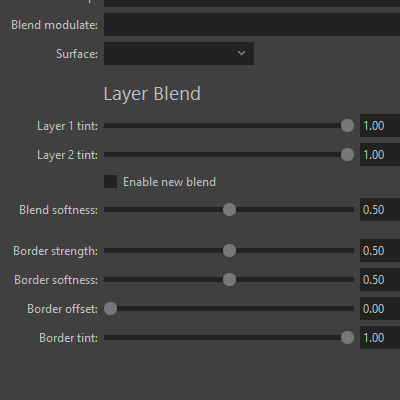 Blend modulate:
Surface:
Layer Blend
Layer 1 tint: 1.00
Layer 2 tint: 1.00
Enable new blend
Blend softness: 0.50
Border strength: 0.50
Border softness: 0.50
Border offset: 0.00
Border tint: 1.00